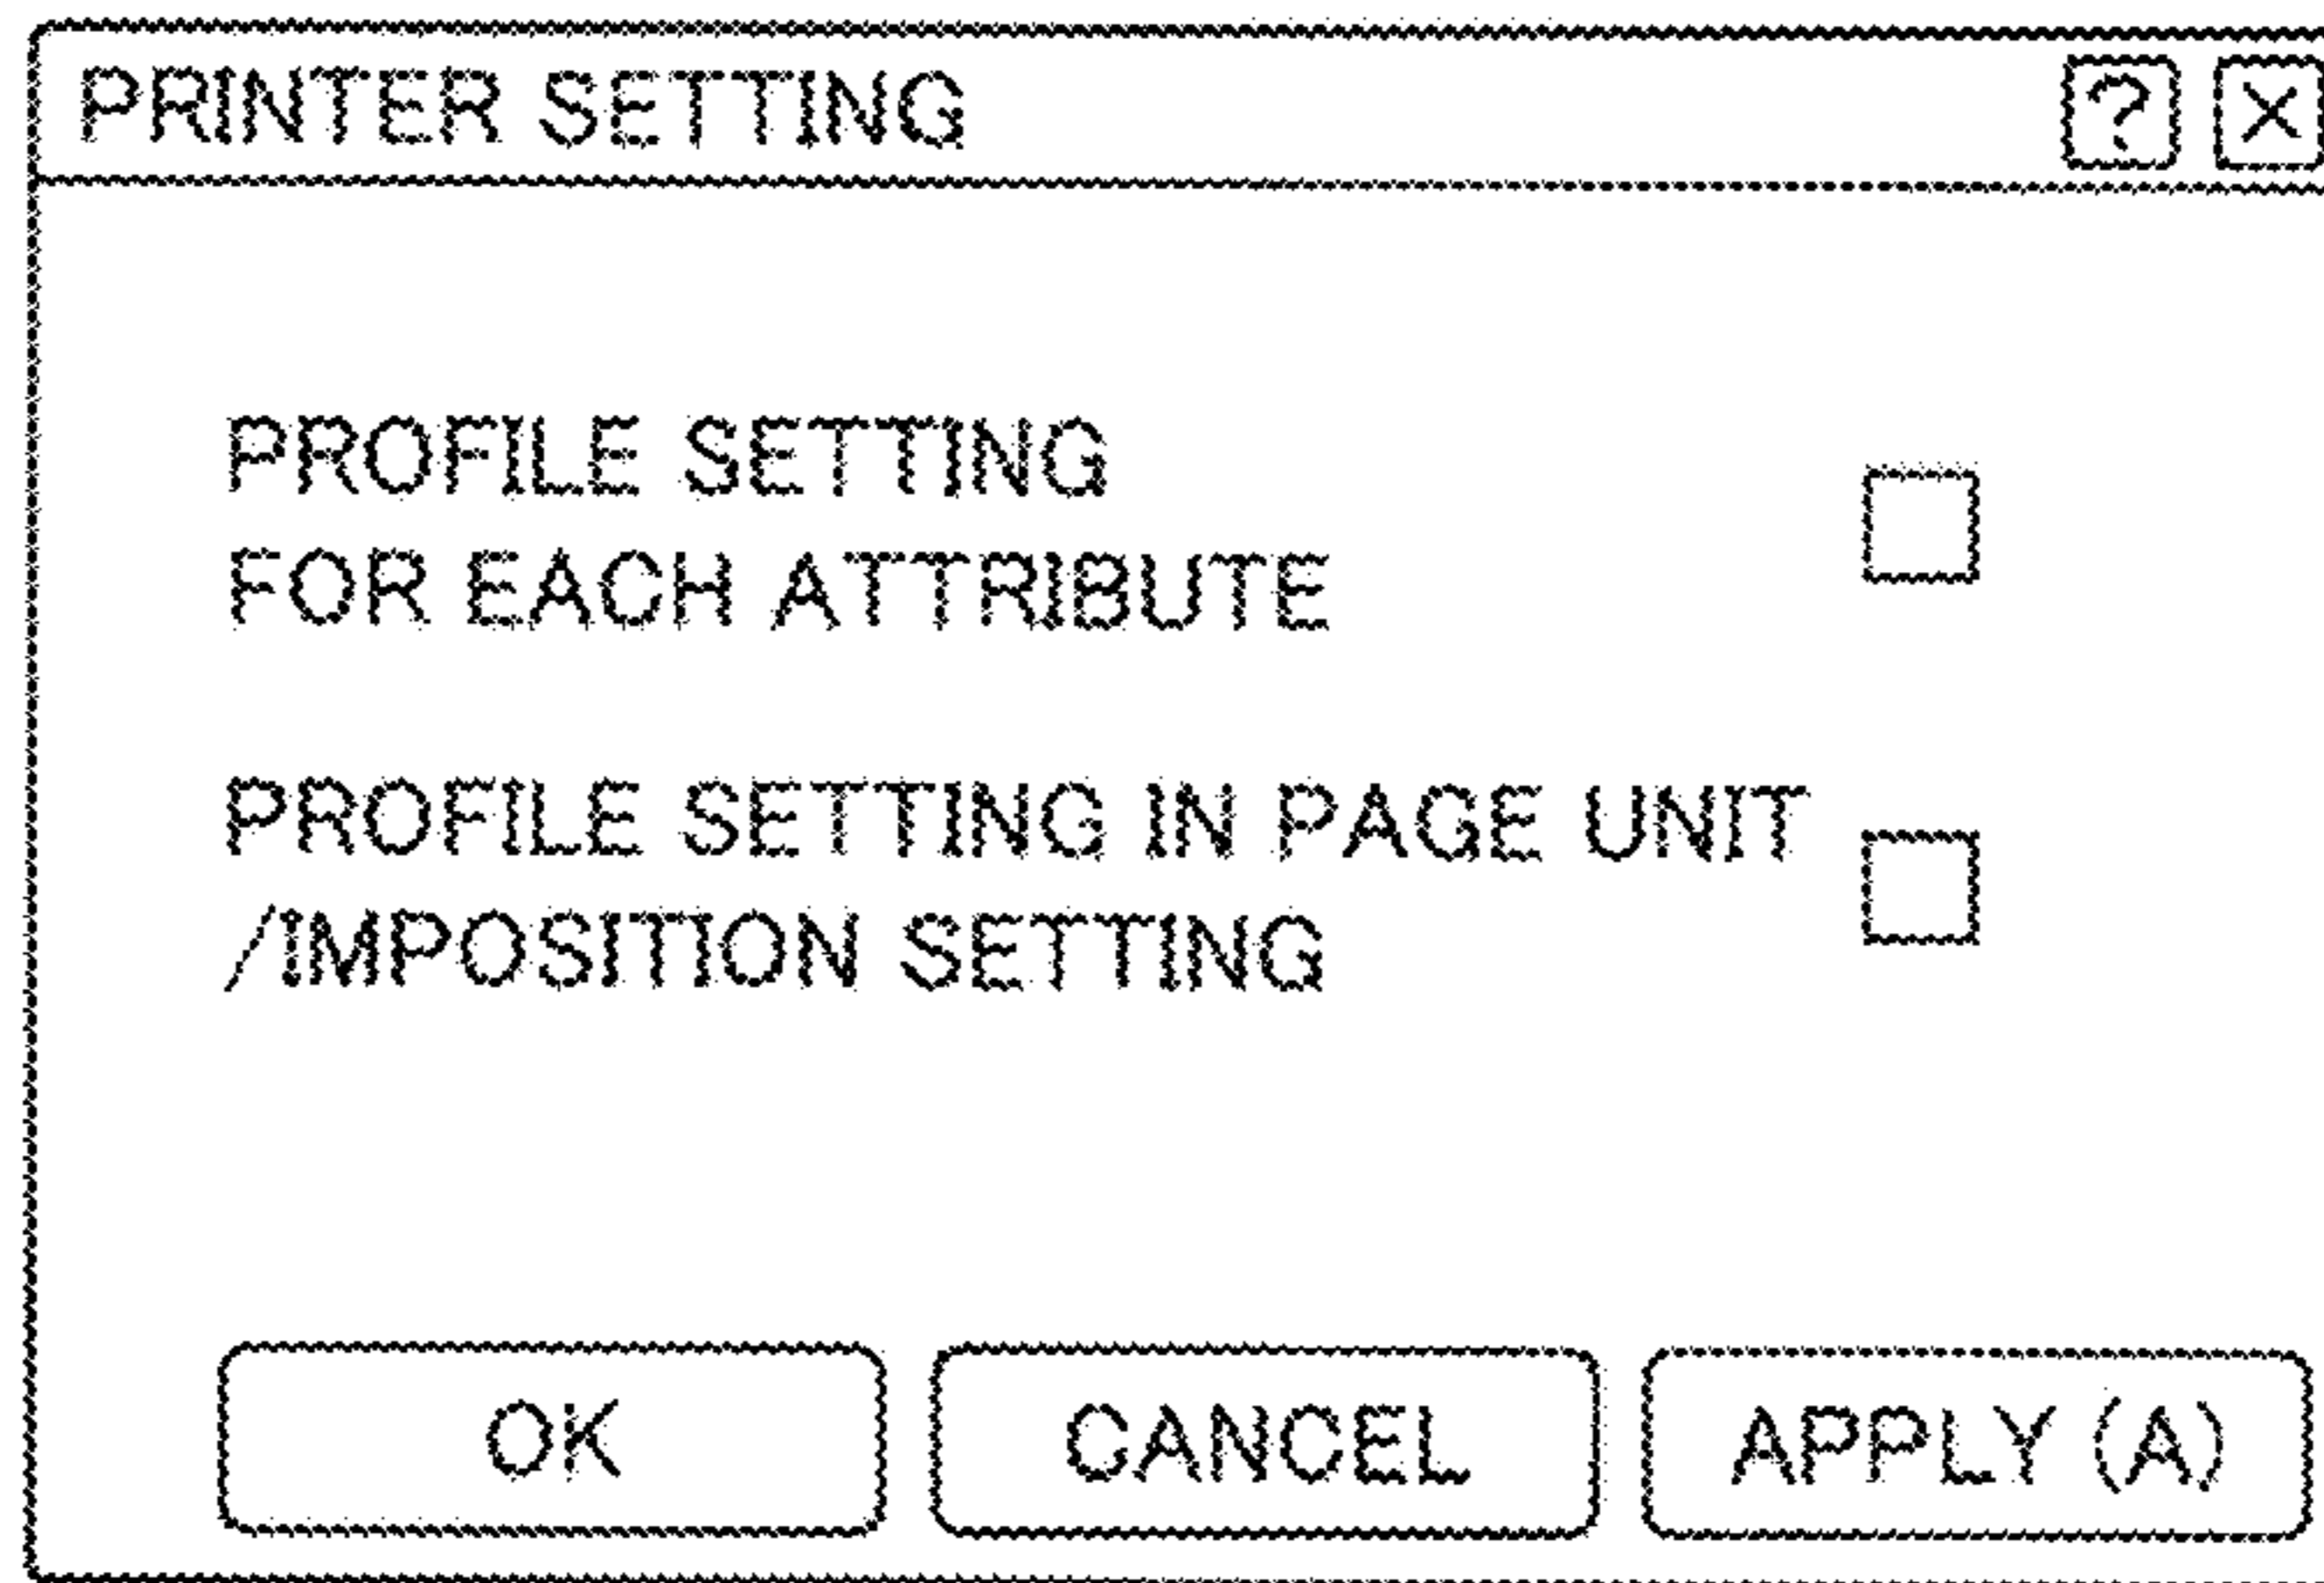 PRINTER SETTING ? X
PROFILE SETTING
FOR EACH ATTRIBUTE
PROFILE SETTING IN PAGE UNIT
/IMPOSITION SETTING
OK CANCEL APPLY (A)